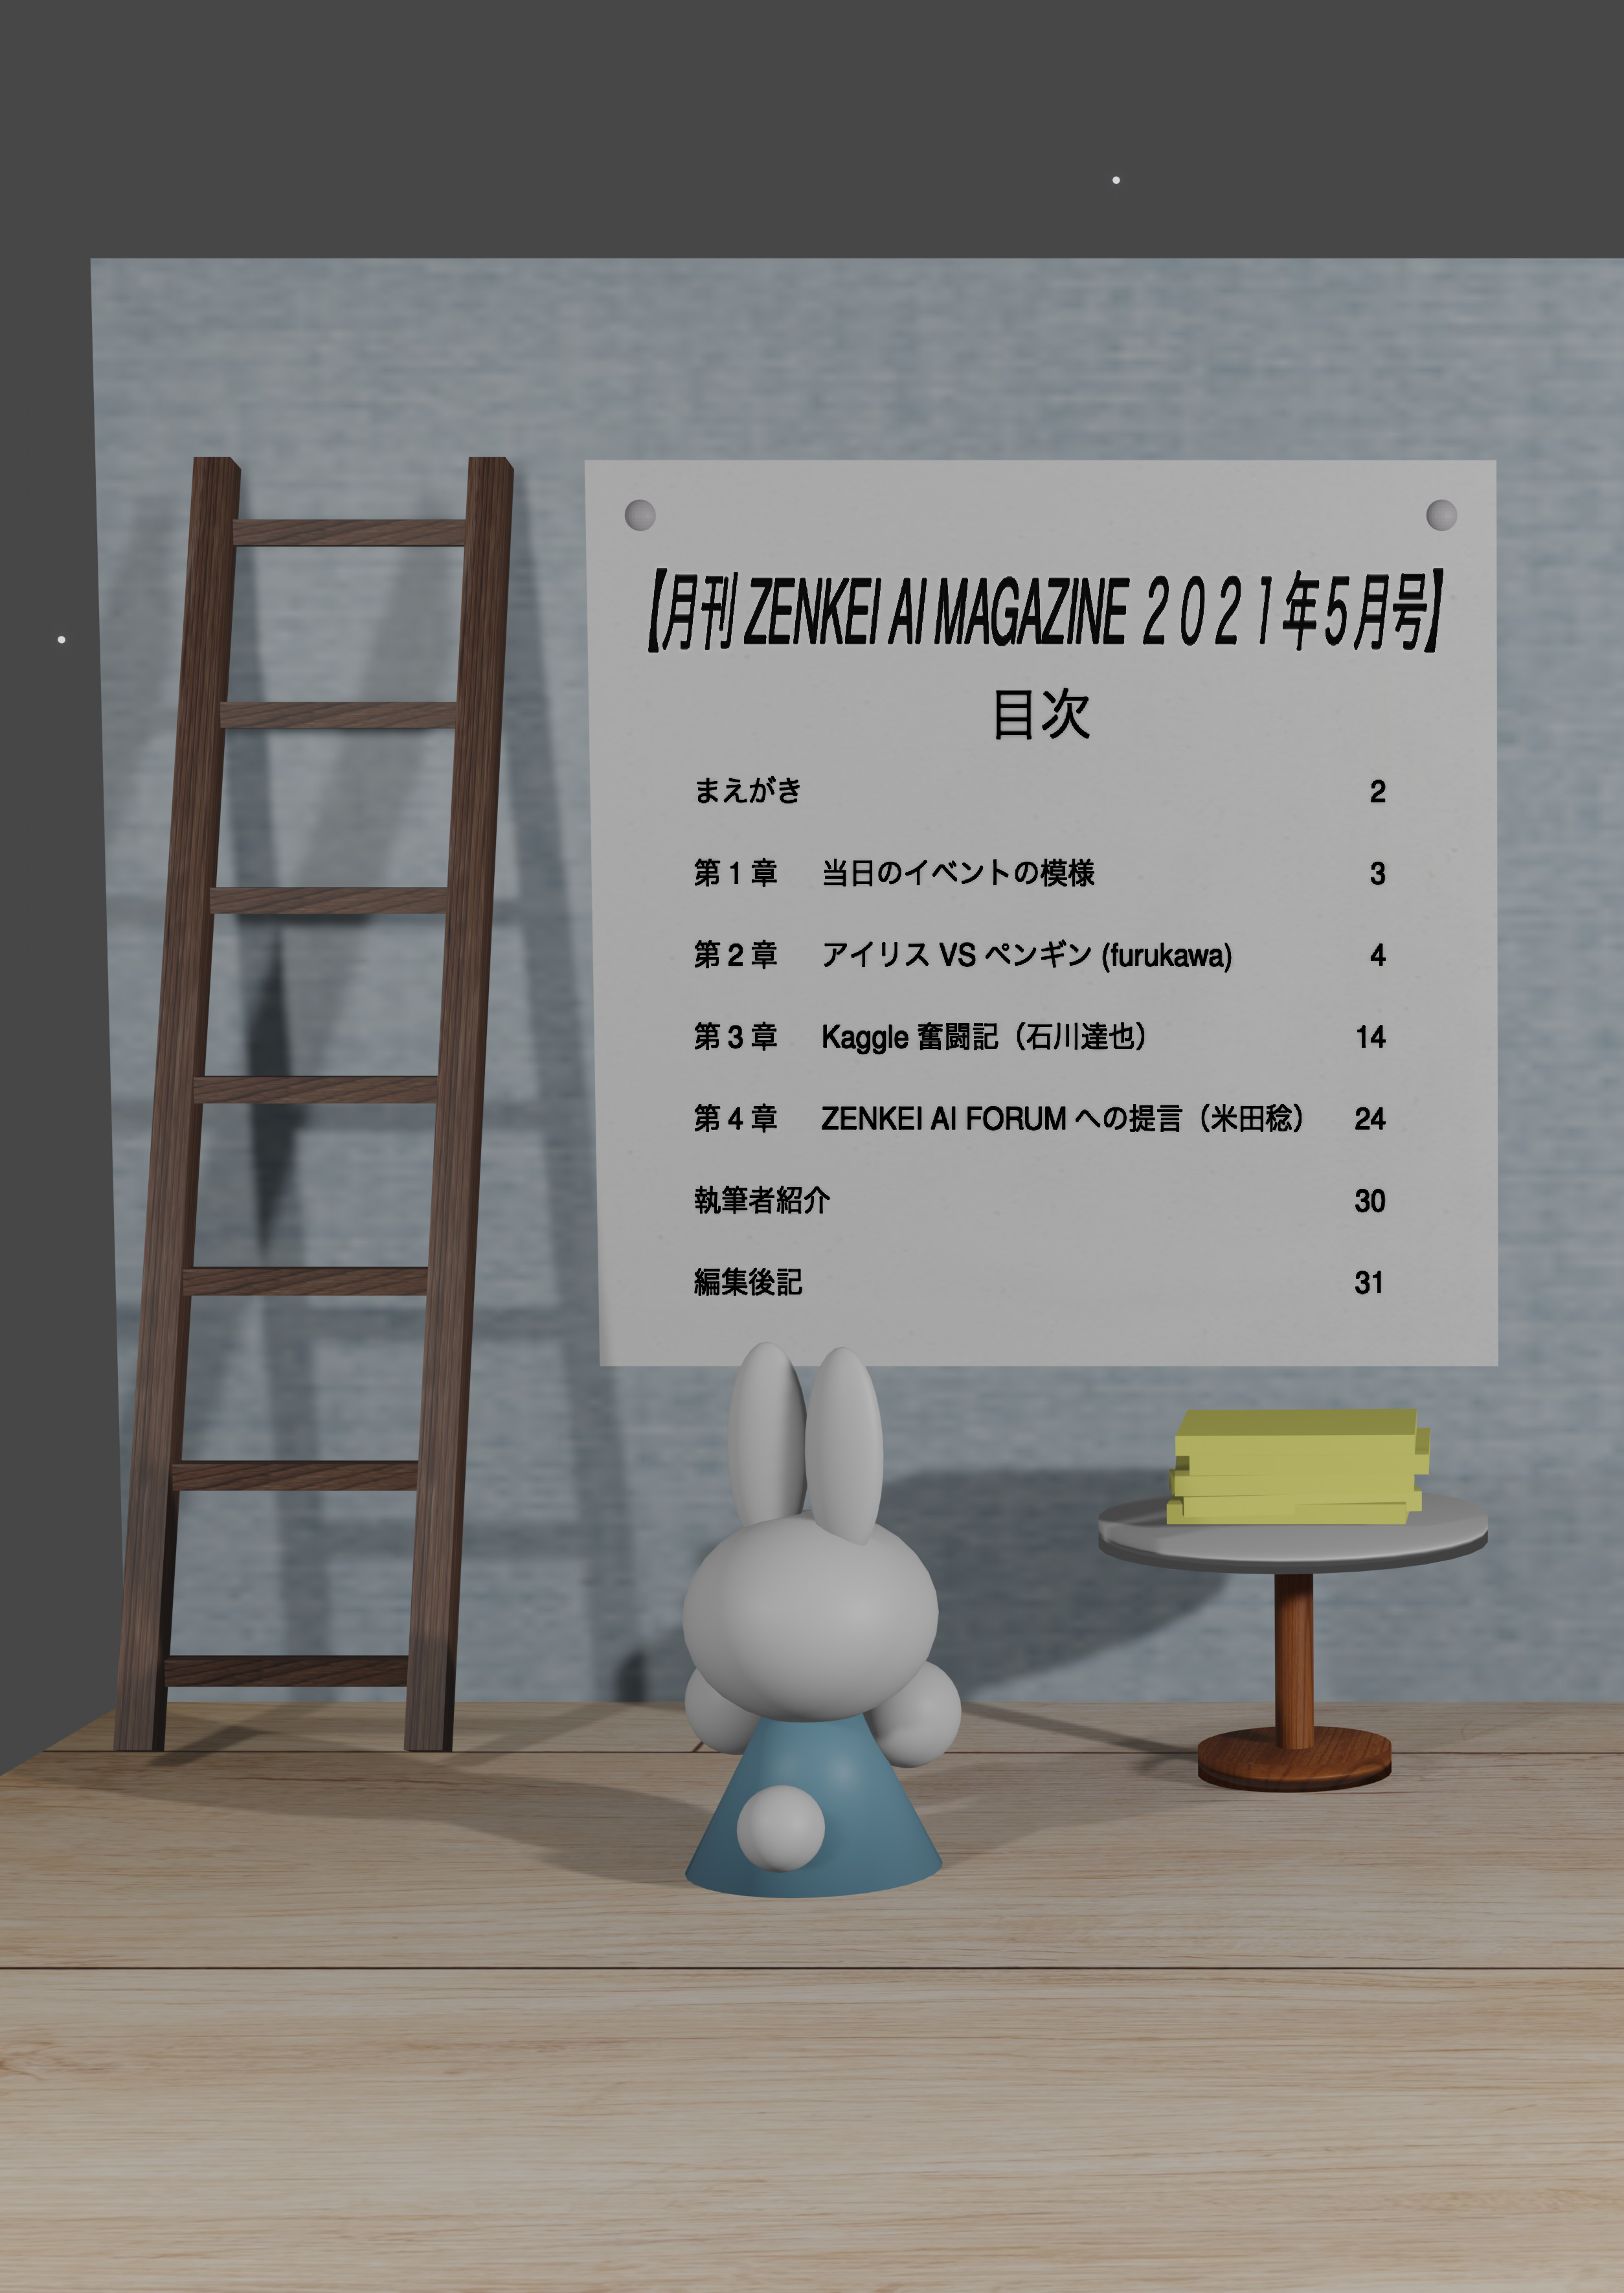 【月刊 ZENKEI AI MAGAZINE ２０２１年５月号】
目次
まえがき 2
第 1 章 当日のイベントの模様 3
第 2 章 アイリス VS ペンギン (furukawa) 4
第 3 章 Kaggle 奮闘記（石川達也） 14
第 4 章 ZENKEI AI FORUM への提言（米田稔） 24
執筆者紹介 30
編集後記 31